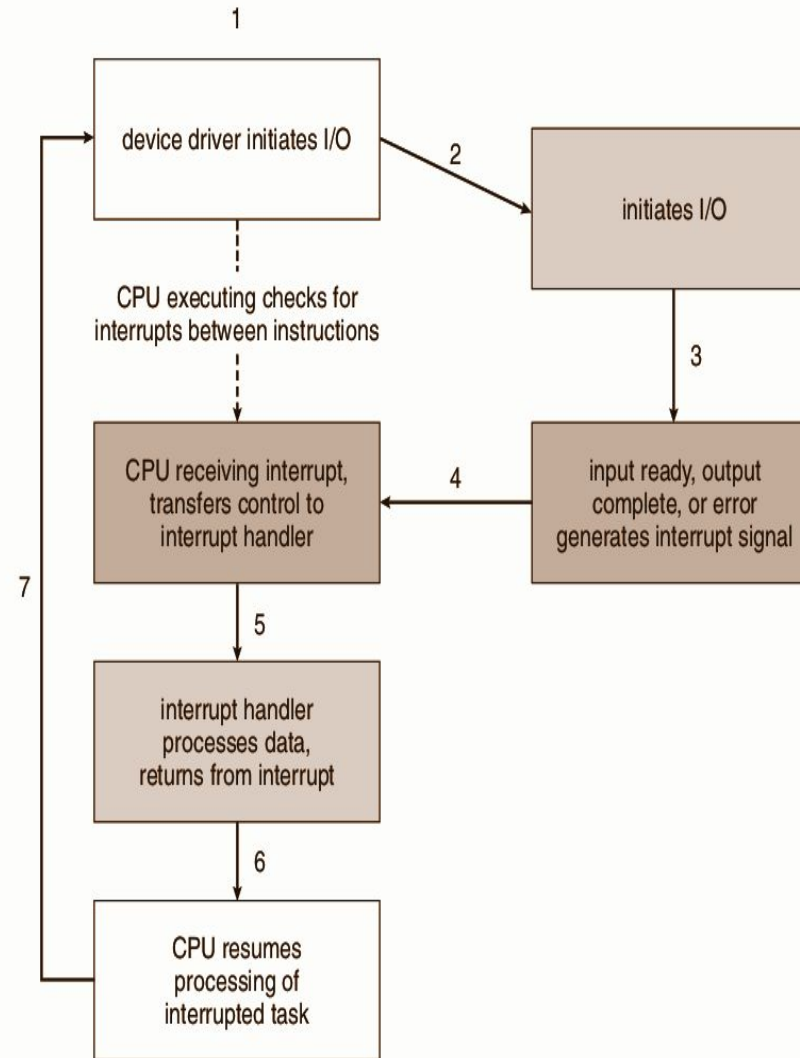 1
device driver initiates I/O
2
initiates I/O
CPU executing checks for
interrupts between instructions
3
CPU receiving interrupt,
transfers control to
interrupt handler
4
input ready, output
complete, or error
generates interrupt signal
7
5
interrupt handler
processes data,
returns from interrupt
6
CPU resumes
processing of
interrupted task